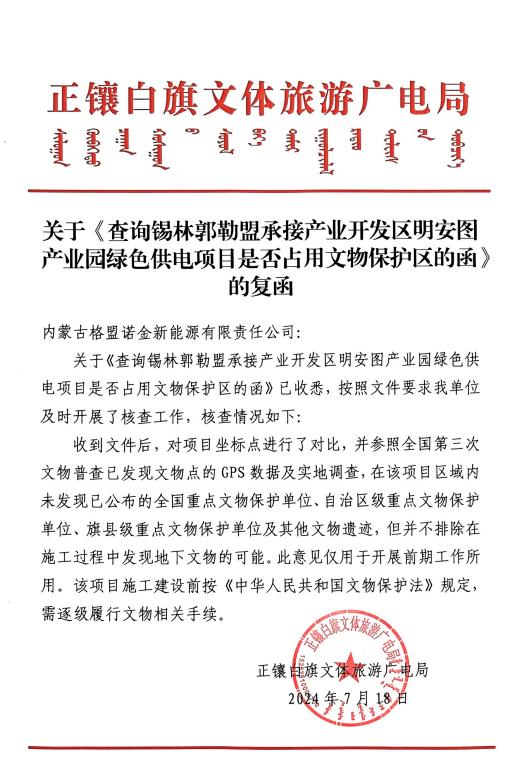 正镶白旗文体旅游广电局
关于《查询锡林郭勒盟承接产业开发区明安图
产业园绿色供电项目是否占用文物保护区的函》
的复函
内蒙古格盟诺金新能源有限责任公司：
关于《查询锡林郭勒盟承接产业开发区明安图产业园绿色供
电项目是否占用文物保护区的函》已收悉，按照文件要求我单位
及时开展了核查工作，核查情况如下：
收到文件后，对项目坐标点进行了对比，并参照全国第三次
文物普查已发现文物点的 GPS 数据及实地调查，在该项目区域内
未发现已公布的全国重点文物保护单位、自治区级重点文物保护
单位、旗县级重点文物保护单位及其他文物遗迹，但并不排除在
施工过程中发现地下文物的可能。此意见仅用于开展前期工作所
用。该项目施工建设前按《中华人民共和国文物保护法》规定，
需逐级履行文物相关手续。
正镶白旗文体旅游广电局
正镶白旗文体旅游广电局
2024 年 7 月 18 日